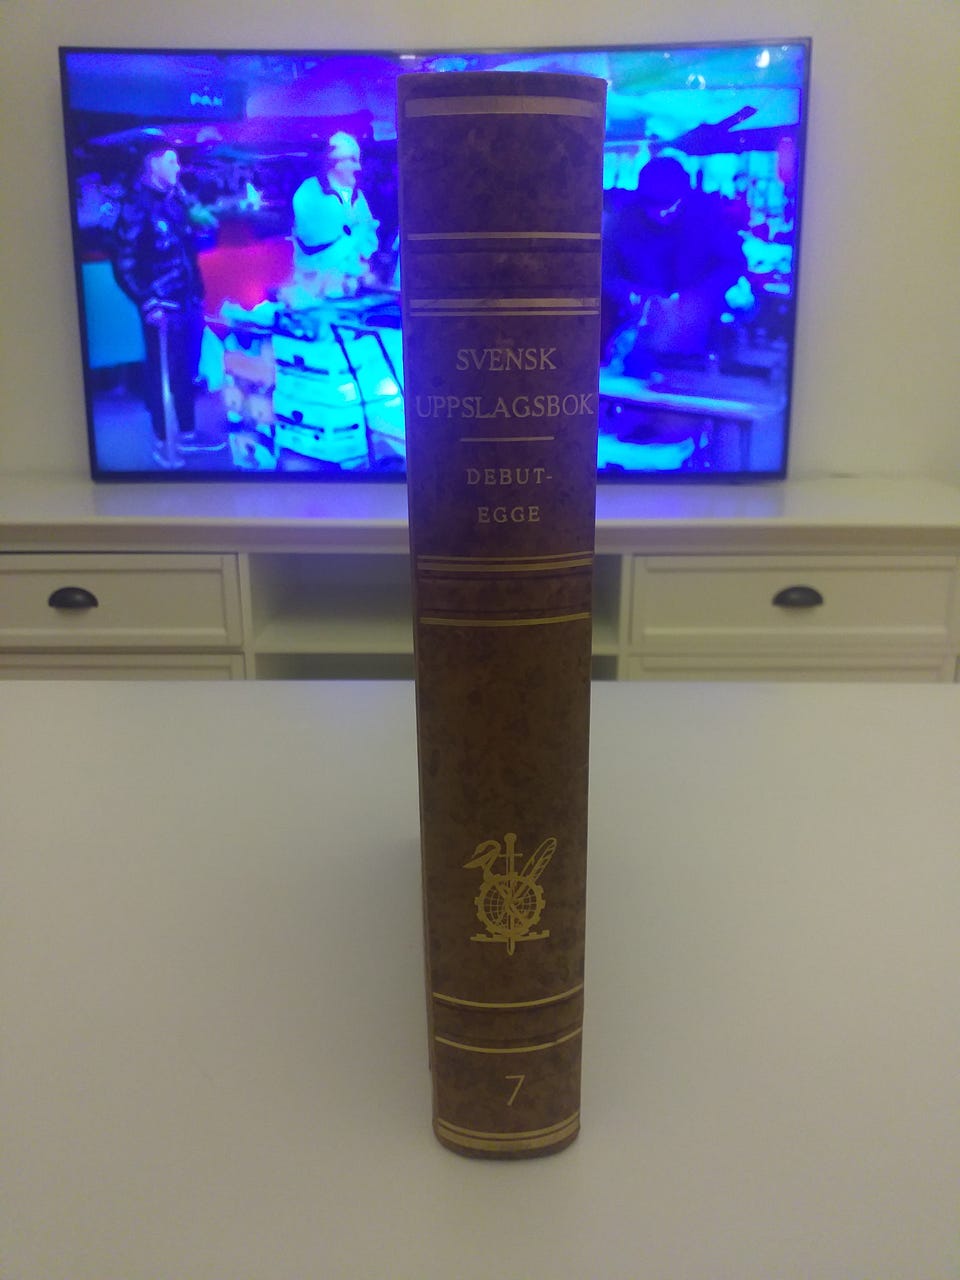 SVENSK
UPPSLAGSBOK
DEBUT-
EGGE
7